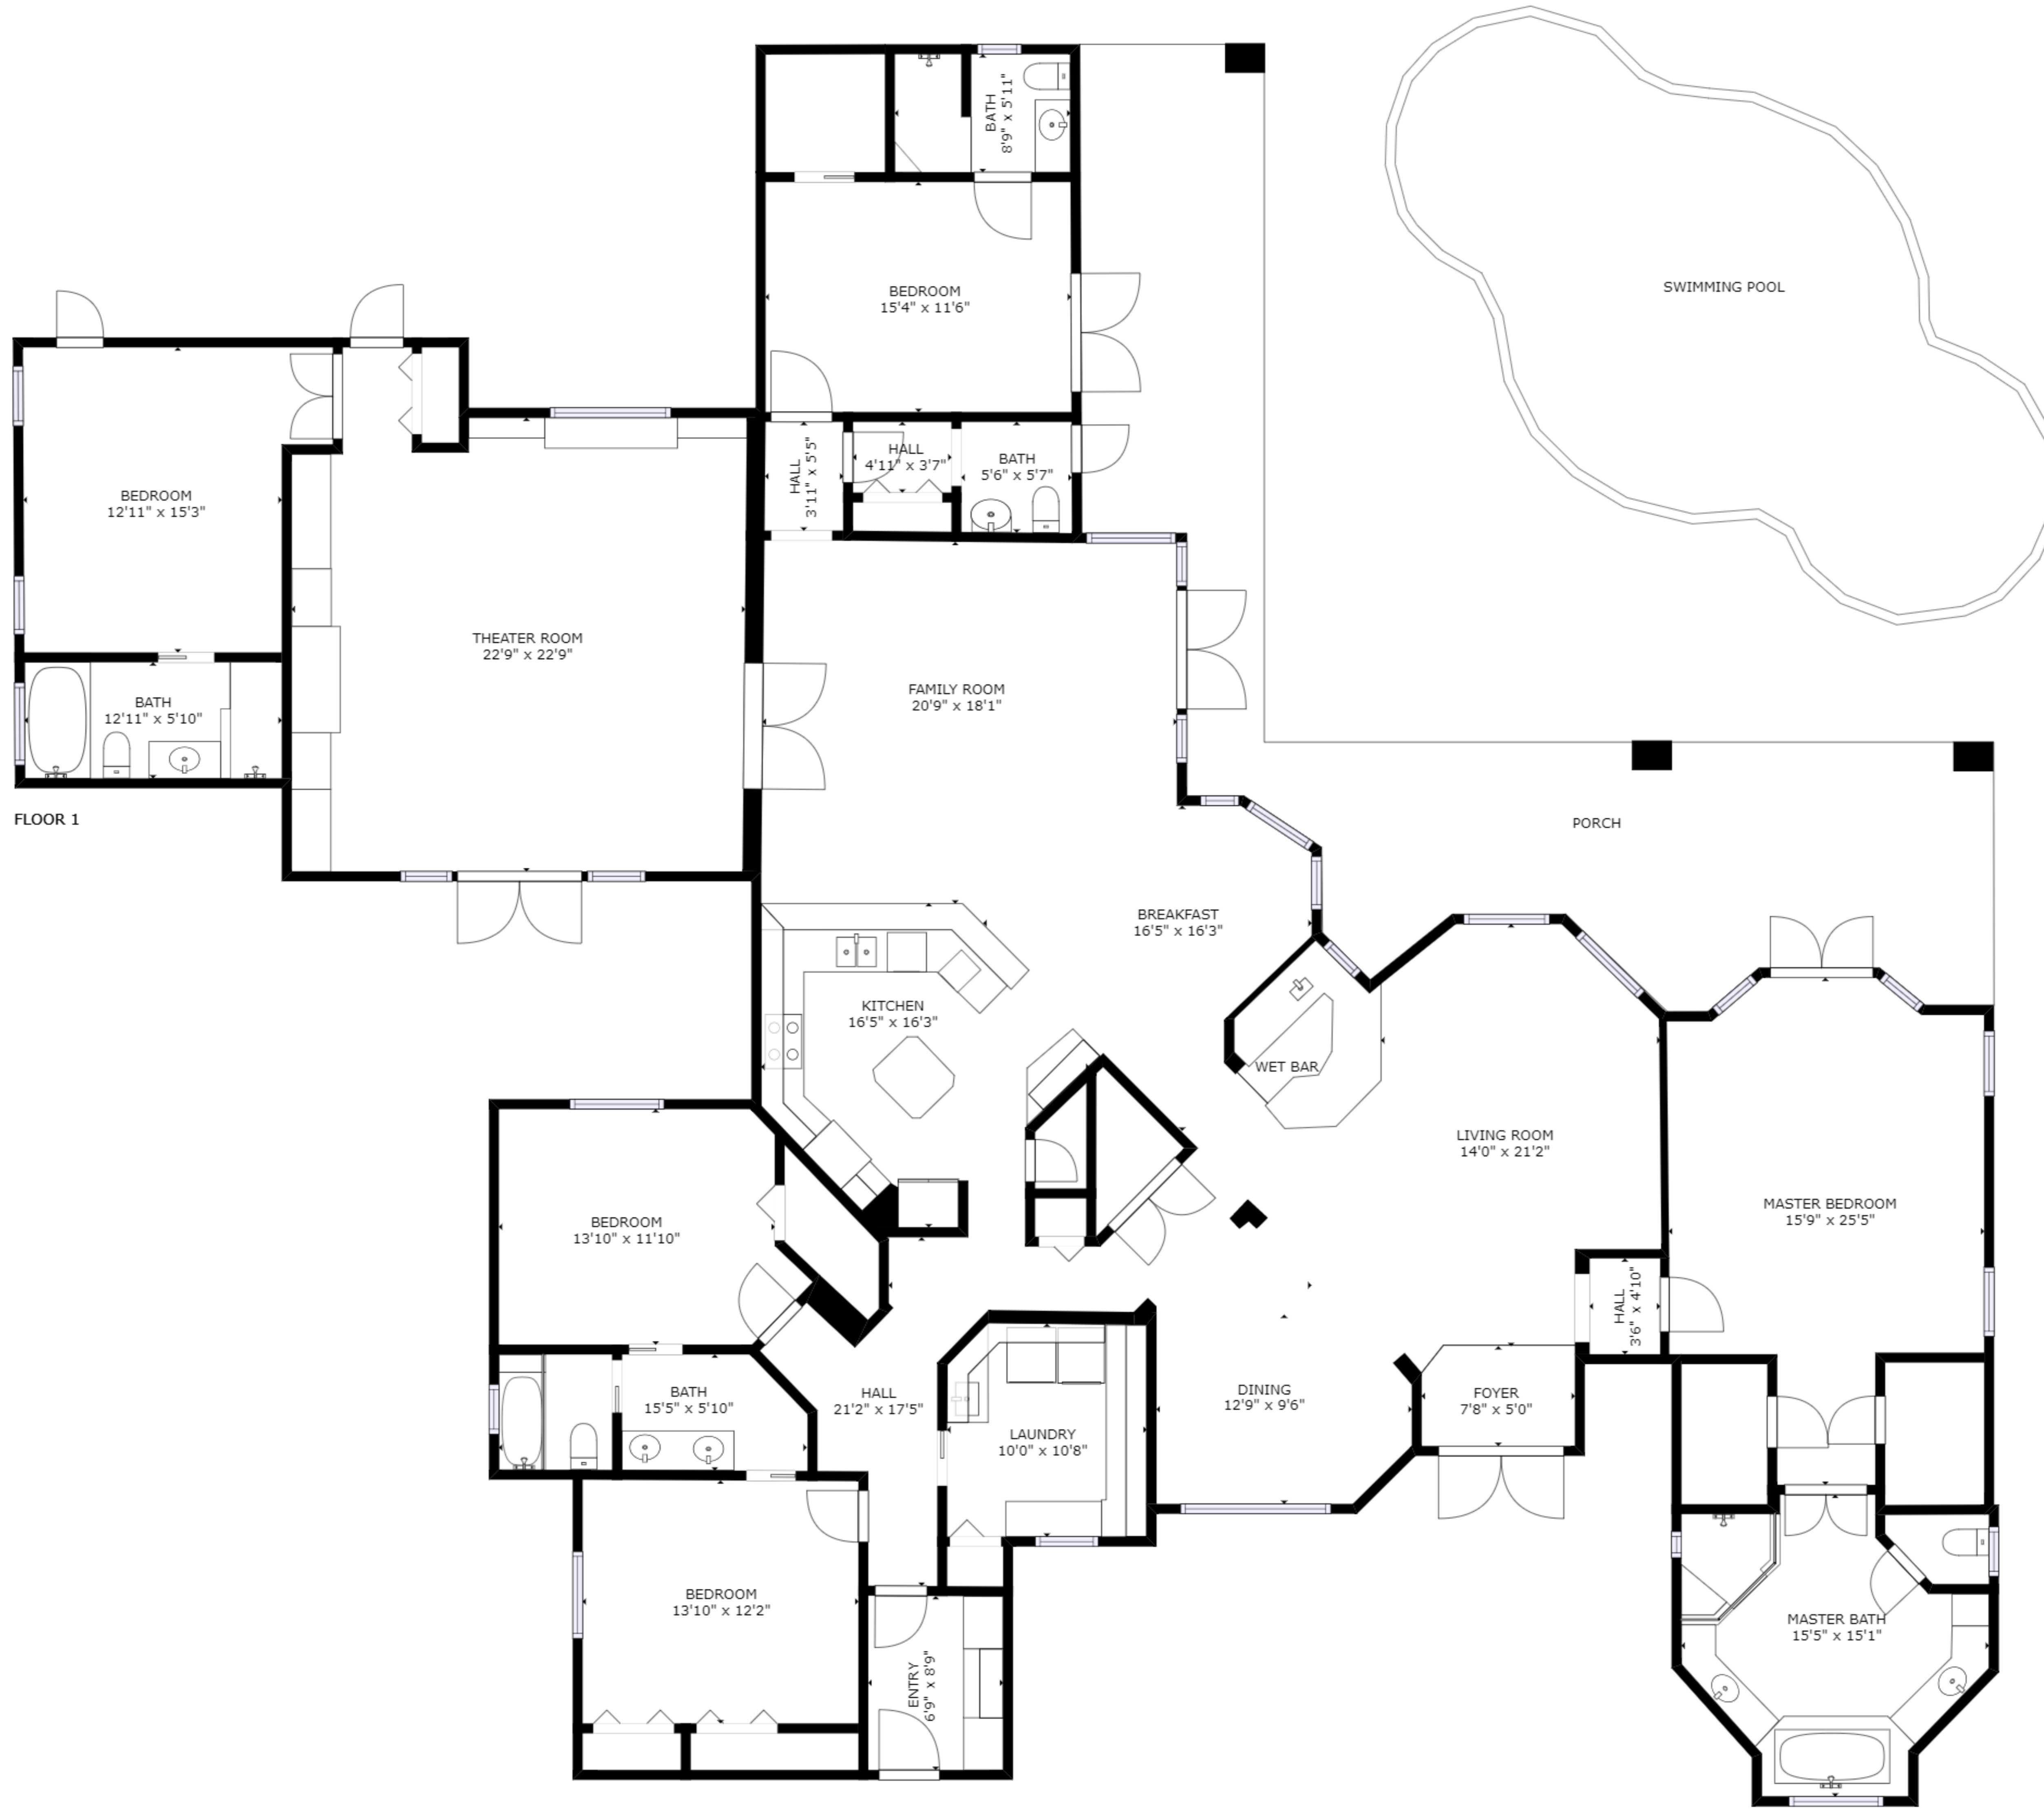 BATH
8'9" x 5'11"
SWIMMING POOL
BEDROOM
15'4" x 11'6"
HALL
3'11" x 5'5"
HALL
4'11" x 3'7"
BATH
5'6" x 5'7"
BEDROOM
12'11" x 15'3"
THEATER ROOM
22'9" x 22'9"
FAMILY ROOM
20'9" x 18'1"
BATH
12'11" x 5'10"
FLOOR 1
PORCH
BREAKFAST
16'5" x 16'3"
KITCHEN
16'5" x 16'3"
WET BAR
LIVING ROOM
14'0" x 21'2"
MASTER BEDROOM
15'9" x 25'5"
BEDROOM
13'10" x 11'10"
HALL
3'6" x 4'10"
BATH
15'5" x 5'10"
HALL
21'2" x 17'5"
DINING
12'9" x 9'6"
FOYER
7'8" x 5'0"
LAUNDRY
10'0" x 10'8"
BEDROOM
13'10" x 12'2"
ENTRY
6'9" x 8'9"
MASTER BATH
15'5" x 15'1"